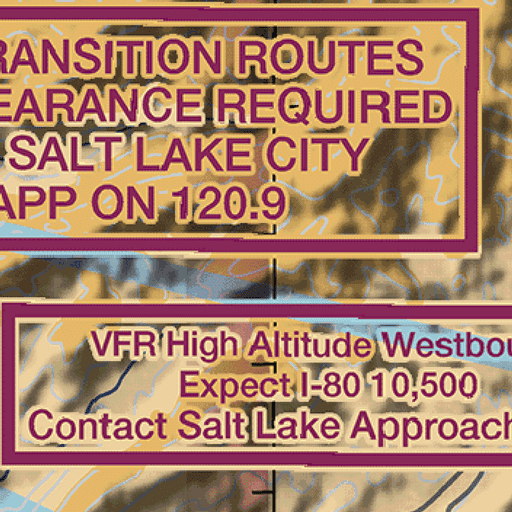 RANSITION ROUTES
EARANCE REQUIRED
SALT LAKE CITY
APP ON 120.9
VFR High Altitude Westbou
Expect I-80 10,500
Contact Salt Lake Approach